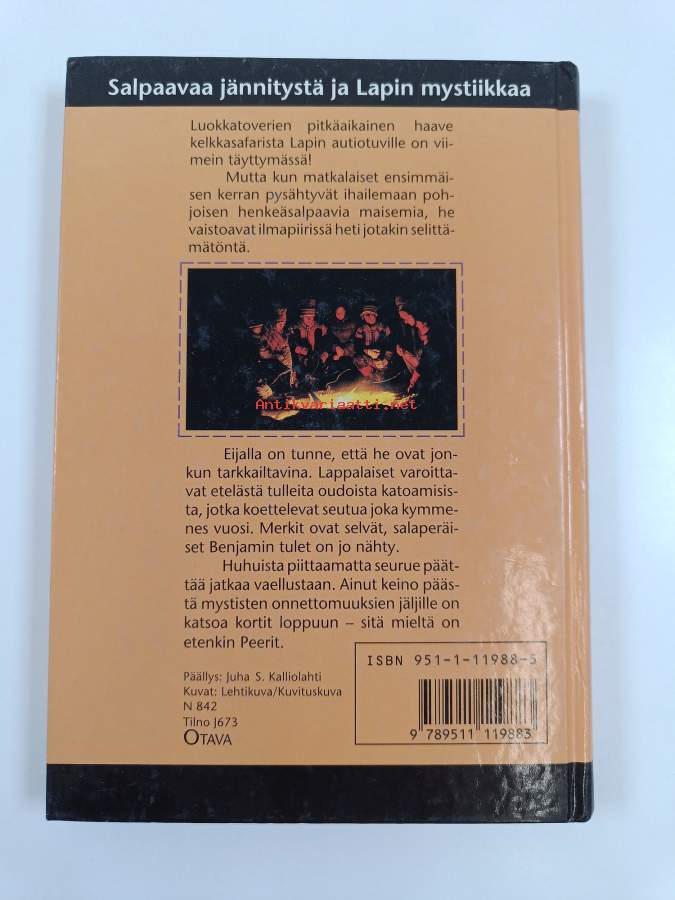 Salpaavaa jännitystä ja Lapin mystiikkaa
Luokkatoverien pitkäaikainen haave
kelkkasafarista Lapin autiotuville on vii-
mein täyttymässä!
Mutta kun matkalaiset ensimmäi-
sen kerran pysähtyvät ihailemaan poh-
joisen henkeäsalpaavia maisemia, he
vaistoavat ilmapiirissä heti jotakin selittä-
mätöntä.
Antikvariaatti.net
Eijalla on tunne, että he ovat jon-
kun tarkkailtavina. Lappalaiset varoitta-
vat etelästä tulleita oudoista katoamisis-
ta, jotka koettelevat seutua joka kymme-
nes vuosi. Merkit ovat selvät, salaperäi-
set Benjamin tulet on jo nähty.
Huhuista piittaamatta seurue päät-
tää jatkaa vaellustaan. Ainut keino pääs-
tä mystisten onnettomuuksien jäljille on
katsoa kortit loppuun – sitä mieltä on
etenkin Peerit.
Päällys: Juha S. Kalliolahti
Kuvat: Lehtikuva/Kuvituskuva
N 842
Tilno J673
OTAVA
ISBN 951-1-11988-5
9 789511 119883